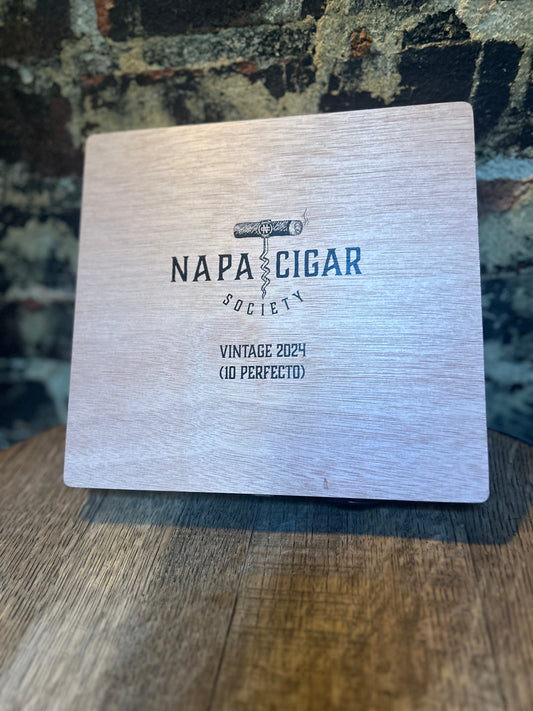 NAPA CIGAR
SOCIETY
VINTAGE 2024
(10 PERFECTO)